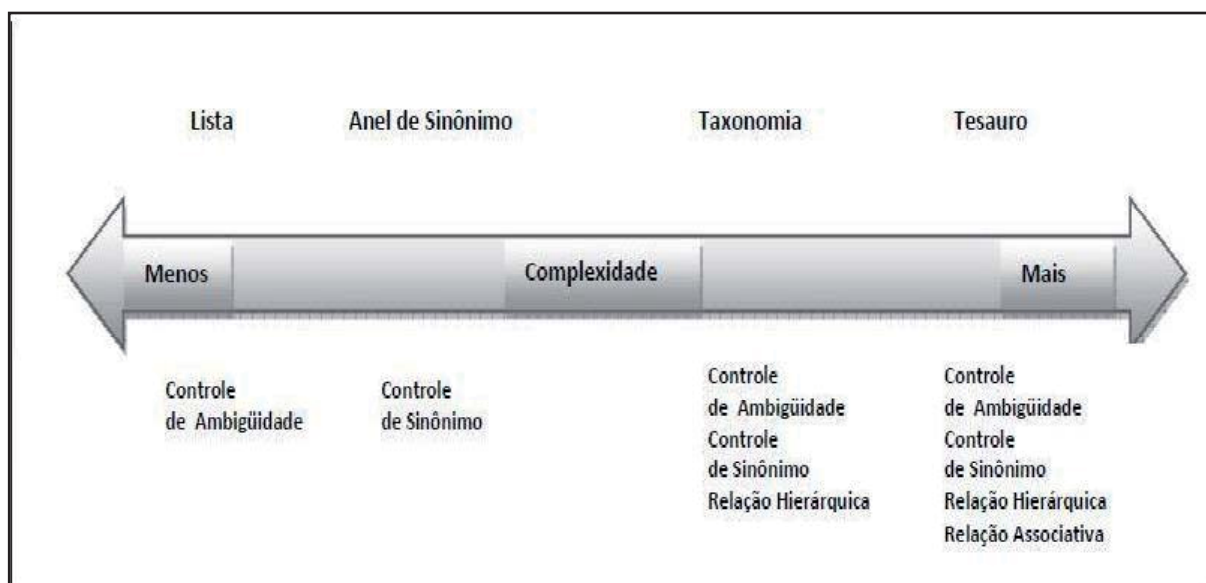 Lista Anel de Sinônimo Taxonomia Tesauro
Menos Complexidade Mais
Controle
de Ambigüidade
Controle
de Sinônimo
Controle
de Ambigüidade
Controle
de Sinônimo
Relação Hierárquica
Controle
de Ambigüidade
Controle
de Sinônimo
Relação Hierárquica
Relação Associativa